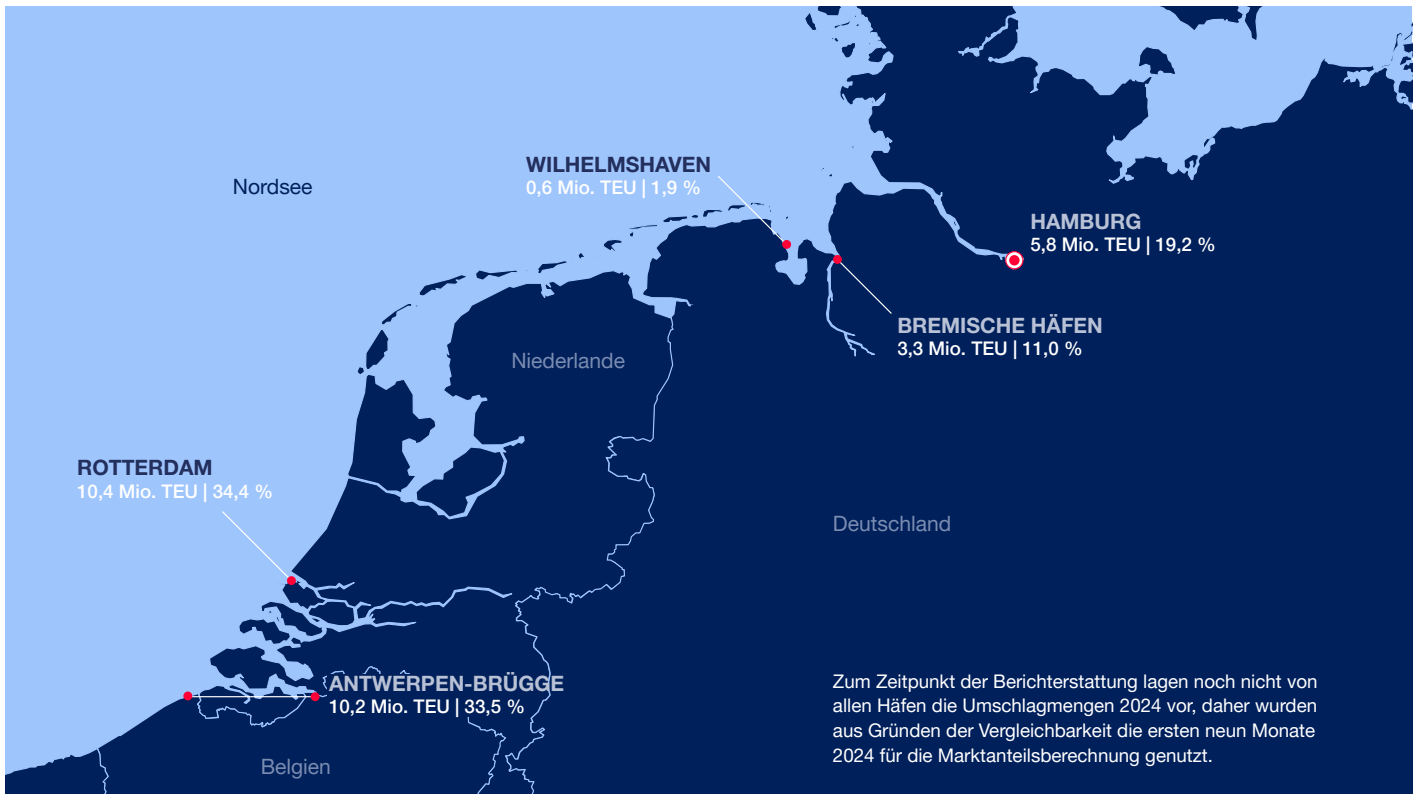 Nordsee
WILHELMSHAVEN
0,6 Mio. TEU | 1,9 %
HAMBURG
5,8 Mio. TEU | 19,2 %
BREMISCHE HÄFEN
3,3 Mio. TEU | 11,0 %
Niederlande
ROTTERDAM
10,4 Mio. TEU | 34,4 %
Deutschland
ANTWERPEN-BRÜGGE
10,2 Mio. TEU | 33,5 %
Belgien
Zum Zeitpunkt der Berichterstattung lagen noch nicht von
allen Häfen die Umschlagmengen 2024 vor, daher wurden
aus Gründen der Vergleichbarkeit die ersten neun Monate
2024 für die Marktanteilsberechnung genutzt.